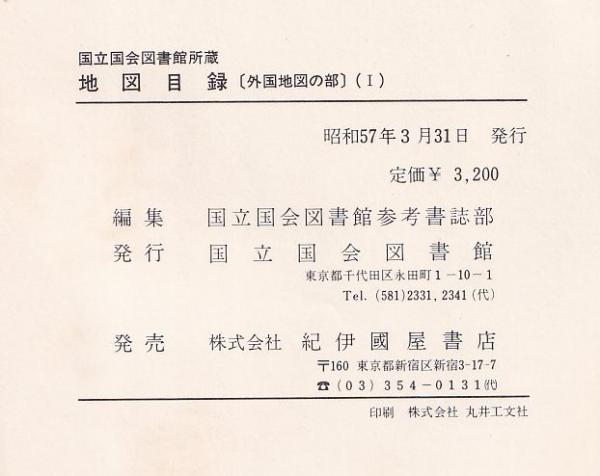 国立国会図書館所蔵
地図目録〔外国地図の部〕(Ⅰ)
昭和57年3月31日 発行
定価¥ 3,200
編集 国立国会図書館参考書誌部
発行 国立国会図書館
東京都千代田区永田町1-10-1
Tel. (581)2331, 2341 (代)
発売 株式会社 紀伊國屋書店
〒160 東京都新宿区新宿3-17-7
☎(03) 354-0131(代)
印刷 株式会社 丸井工文社